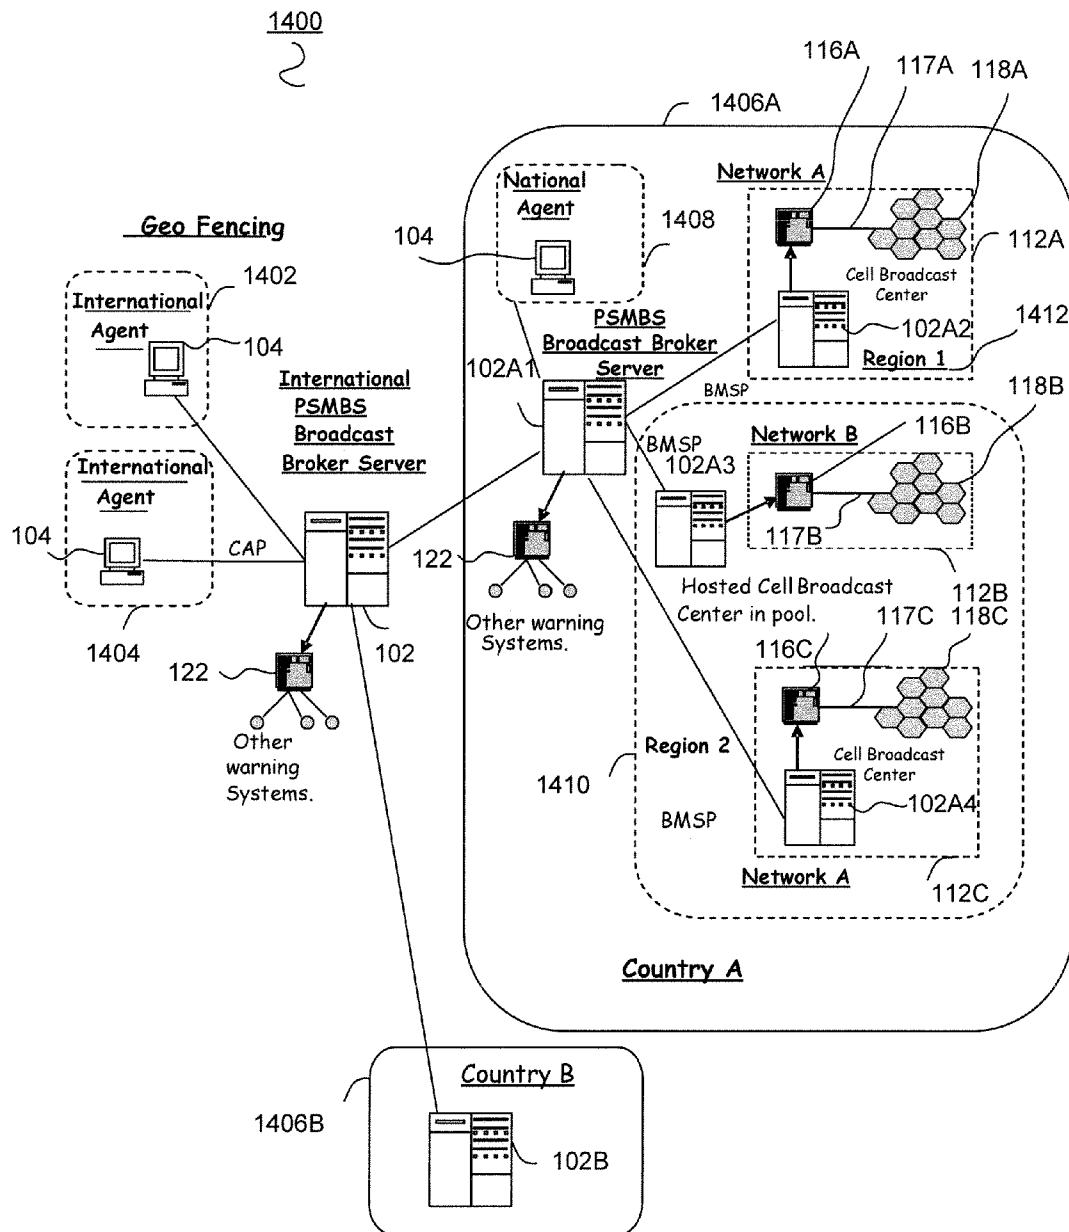 1400
116A
117A
118A
1406A
National
Agent
104
1408
Network A
112A
Cell Broadcast
Center
102A2
1412
Region 1
Geo Fencing
1402
International
Agent
104
International
PSMBS
Broadcast
Broker Server
102A1
PSMBS
Broadcast Broker
Server
BMSP
118B
International
Agent
104
CAP
1404
102
122
Other
warning
Systems.
BMSP
102A3
Network B
116B
117B
112B
122
Other warning
Systems.
Hosted Cell Broadcast
Center in pool.
116C
117C
118C
Region 2
1410
BMSP
Cell Broadcast
Center
102A4
Network A
112C
Country A
Country B
1406B
102B